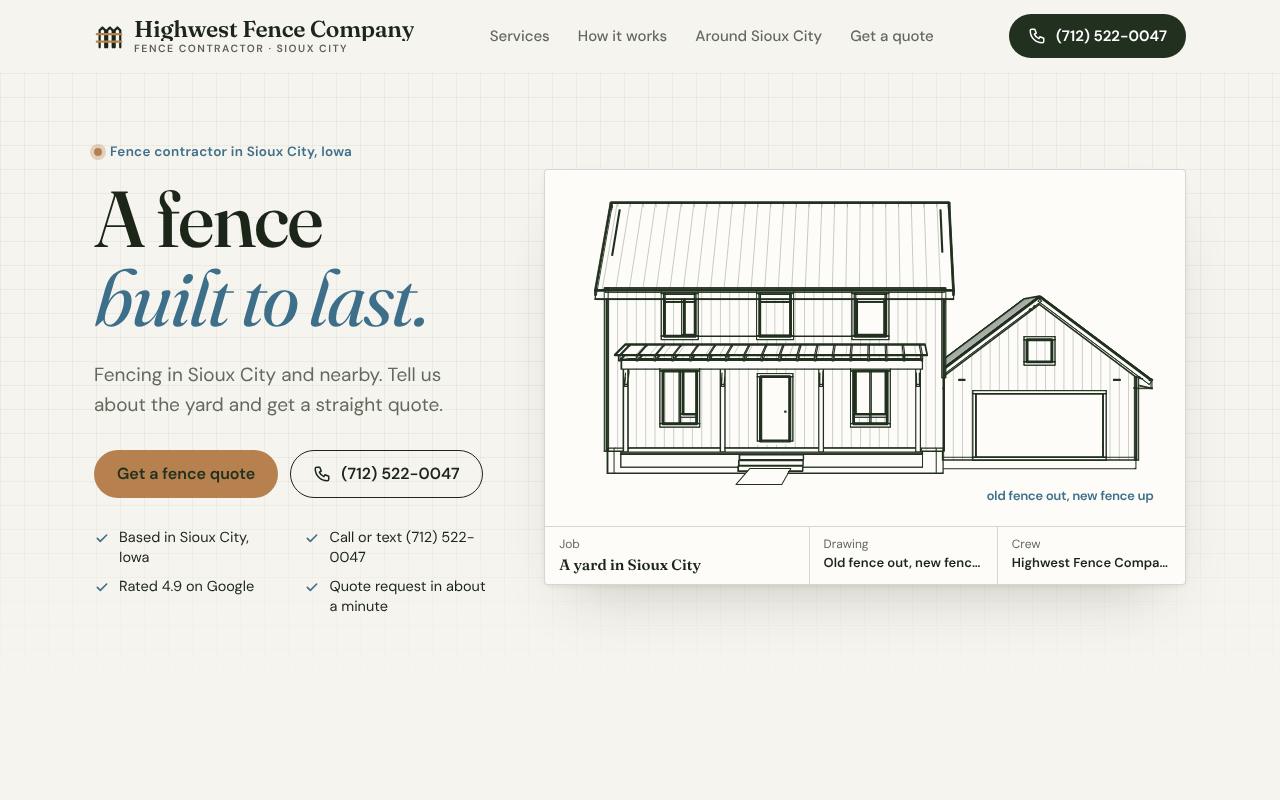 Highwest Fence Company
FENCE CONTRACTOR · SIOUX CITY
Services
How it works
Around Sioux City
Get a quote
(712) 522-0047
Fence contractor in Sioux City, Iowa
A fence
built to last.
Fencing in Sioux City and nearby. Tell us
about the yard and get a straight quote.
Get a fence quote
(712) 522-0047
Based in Sioux City,
Iowa
Call or text (712) 522-
0047
Rated 4.9 on Google
Quote request in about
a minute
old fence out, new fence up
Job
A yard in Sioux City
Drawing
Old fence out, new fenc...
Crew
Highwest Fence Compa...